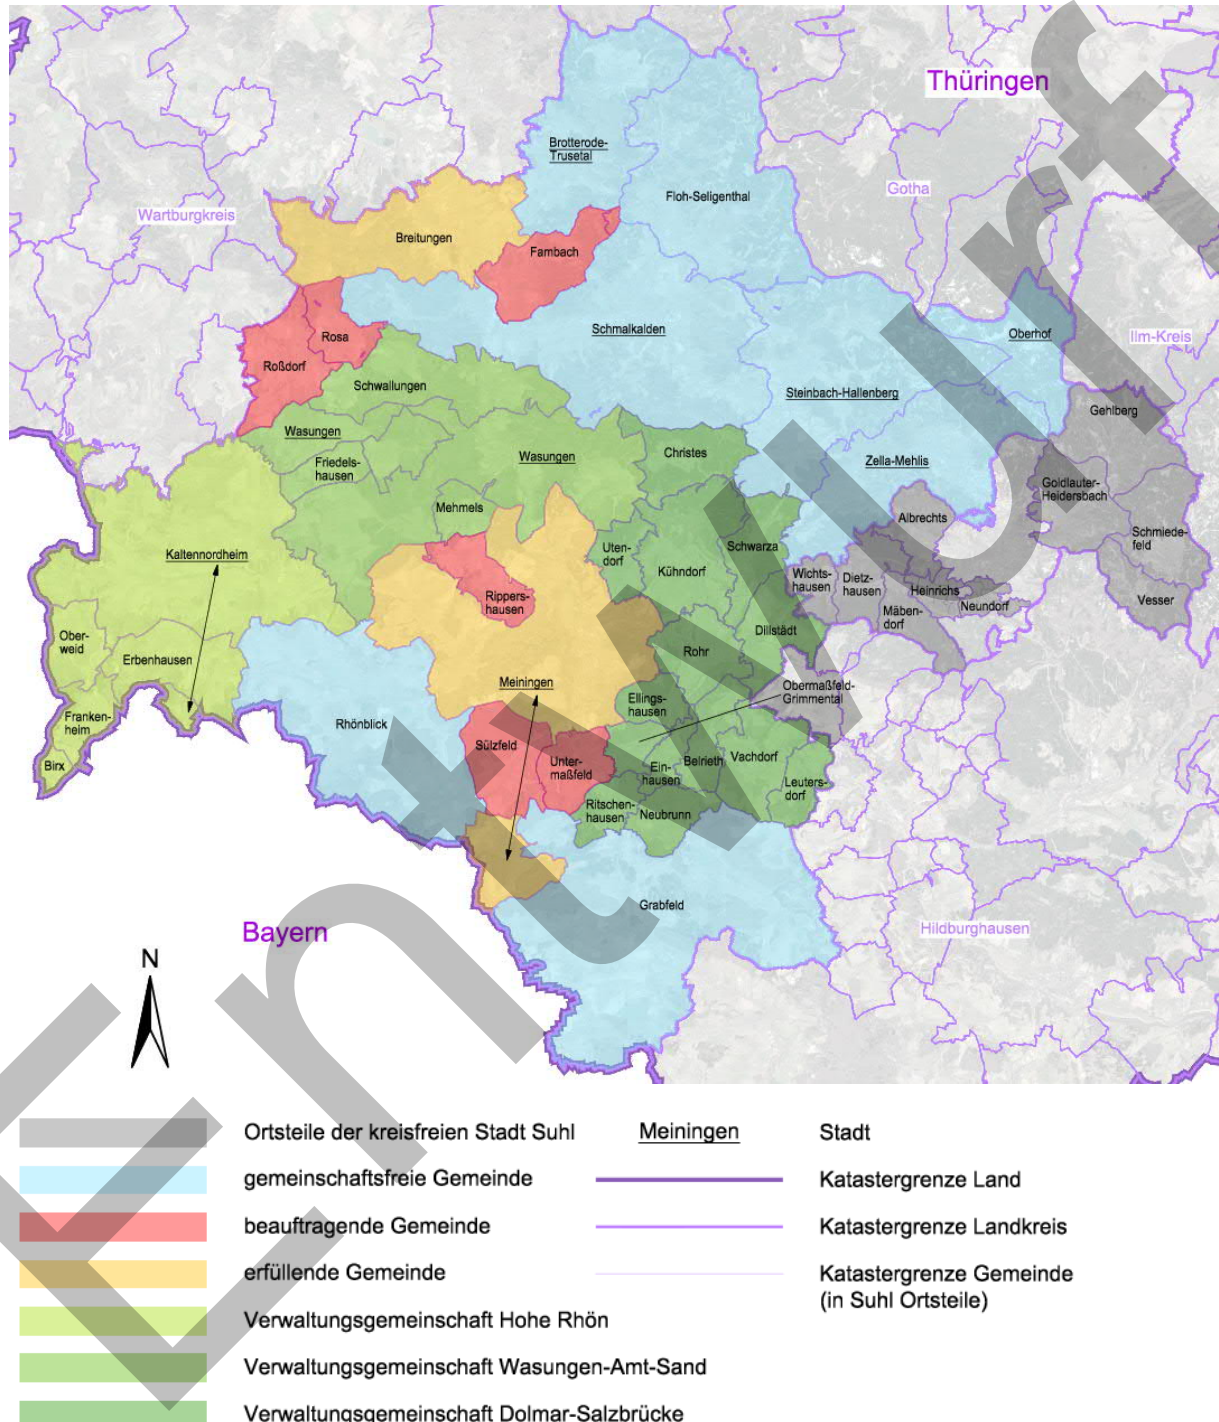 Thüringen
Brotterode-
Trusetal
Floh-Seligenthal
Gotha
Wartburgkreis
Breitungen
Fambach
Schmalkalden
Oberhof
Ilm-Kreis
Rosa
Roßdorf
Schwallungen
Steinbach-Hallenberg
Gehlberg
Wasungen
Friedels-
hausen
Wasungen
Christes
Zella-Mehlis
Goldlauter-
Heidersbach
Mehmels
Albrechts
Schmiede-
feld
Kaltennordheim
Uten-
dorf
Schwarza
Kühndorf
Wichts-
hausen
Dietz-
hausen
Heinrichs
Neundorf
Vesser
Rippers-
hausen
Mäben-
dorf
Ober-
weid
Erbenhausen
Dillstädt
Rohr
Meiningen
Obermaßfeld-
Grimmental
Ellings-
hausen
Franken-
heim
Rhönblick
Sülzfeld
Birx
Unter-
maßfeld
Ein-
hausen
Belrieth
Vachdorf
Leuters-
dorf
Ritschen-
hausen
Neubrunn
Grabfeld
Hildburghausen
Bayern
N
Entwurf
Ortsteile der kreisfreien Stadt Suhl
gemeinschaftsfreie Gemeinde
beauftragende Gemeinde
erfüllende Gemeinde
Verwaltungsgemeinschaft Hohe Rhön
Verwaltungsgemeinschaft Wasungen-Amt-Sand
Verwaltungsgemeinschaft Dolmar-Salzbrücke
Meiningen
Stadt
Katastergrenze Land
Katastergrenze Landkreis
Katastergrenze Gemeinde
(in Suhl Ortsteile)